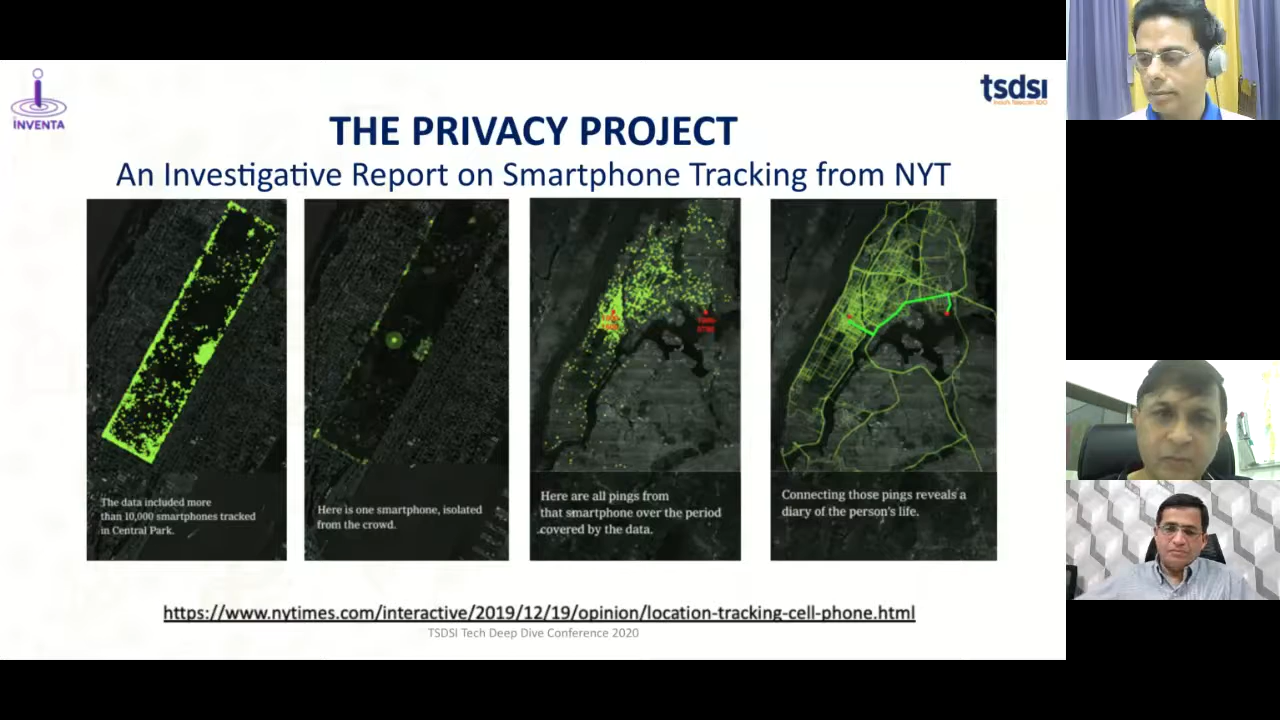 INVENTA
tsdsi
India's Telecom SDO
THE PRIVACY PROJECT
An Investigative Report on Smartphone Tracking from NYT
The data included more
than 10,000 smartphones tracked
in Central Park.
Here is one smartphone, isolated
from the crowd.
Here are all pings from
that smartphone over the period
covered by the data.
Connecting those pings reveals a
diary of the person's life.
https://www.nytimes.com/interactive/2019/12/19/opinion/location-tracking-cell-phone.html
TSDSI Tech Deep Dive Conference 2020